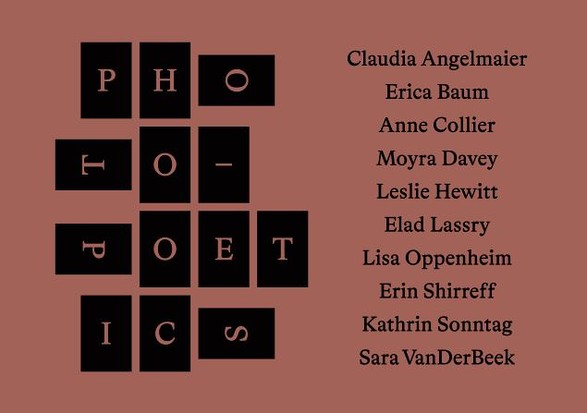 PHO
TO-
POET
ICS
Claudia Angelmaier
Erica Baum
Anne Collier
Moyra Davey
Leslie Hewitt
Elad Lassry
Lisa Oppenheim
Erin Shirreff
Kathrin Sonntag
Sara VanDerBeek